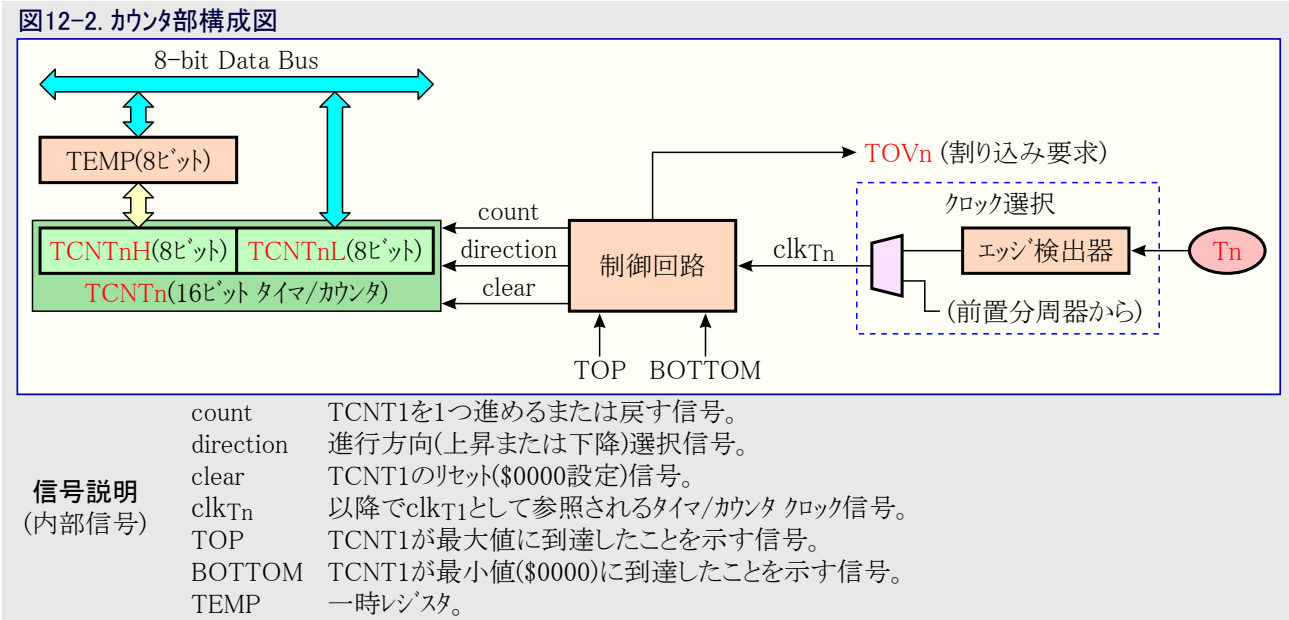 図12-2. カウンタ部構成図
8-bit Data Bus
TEMP(8ビット)
TOVn (割り込み要求)
クロック選択
count
TCNTnH(8ビット) TCNTnL(8ビット)
direction
制御回路
clkTn
エッジ検出器
Tn
TCNTn(16ビット タイマ/カウンタ)
clear
(前置分周器から)
TOP BOTTOM
信号説明
(内部信号)
count TCNT1を1つ進めるまたは戻す信号。
direction 進行方向(上昇または下降)選択信号。
clear TCNT1のリセット($0000設定)信号。
clkTn 以降でclkT1として参照されるタイマ/カウンタ クロック信号。
TOP TCNT1が最大値に到達したことを示す信号。
BOTTOM TCNT1が最小値($0000)に到達したことを示す信号。
TEMP 一時レジスタ。